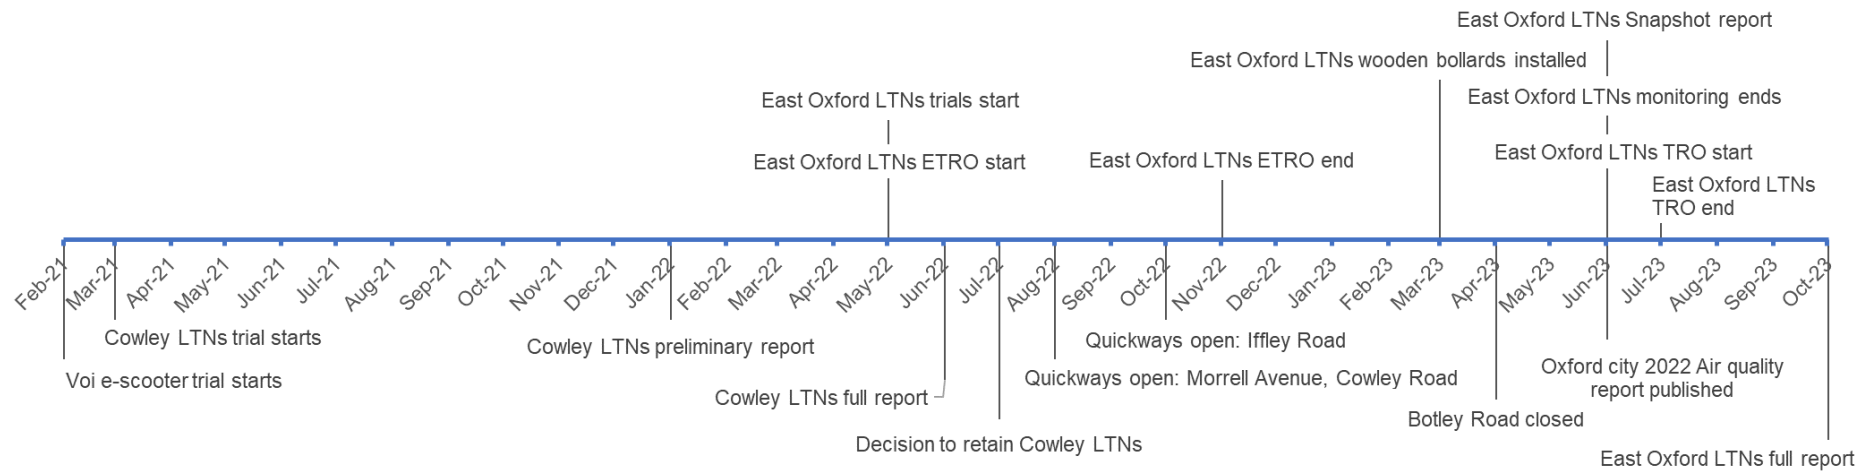 East Oxford LTNs Snapshot report
East Oxford LTNs wooden bollards installed
East Oxford LTNs trials start
East Oxford LTNs monitoring ends
East Oxford LTNs ETRO start
East Oxford LTNs ETRO end
East Oxford LTNs TRO start
East Oxford LTNs
TRO end
Feb-21
Mar-21
Apr-21
May-21
Jun-21
Jul-21
Aug-21
Sep-21
Oct-21
Nov-21
Dec-21
Jan-22
Feb-22
Mar-22
Apr-22
May-22
Jun-22
Jul-22
Aug-22
Sep-22
Oct-22
Nov-22
Dec-22
Jan-23
Feb-23
Mar-23
Apr-23
May-23
Jun-23
Jul-23
Aug-23
Sep-23
Oct-23
Cowley LTNs trial starts
Cowley LTNs preliminary report
Quickways open: Iffley Road
Voi e-scooter trial starts
Quickways open: Morrell Avenue, Cowley Road
Oxford city 2022 Air quality
report published
Cowley LTNs full report
Botley Road closed
Decision to retain Cowley LTNs
East Oxford LTNs full report